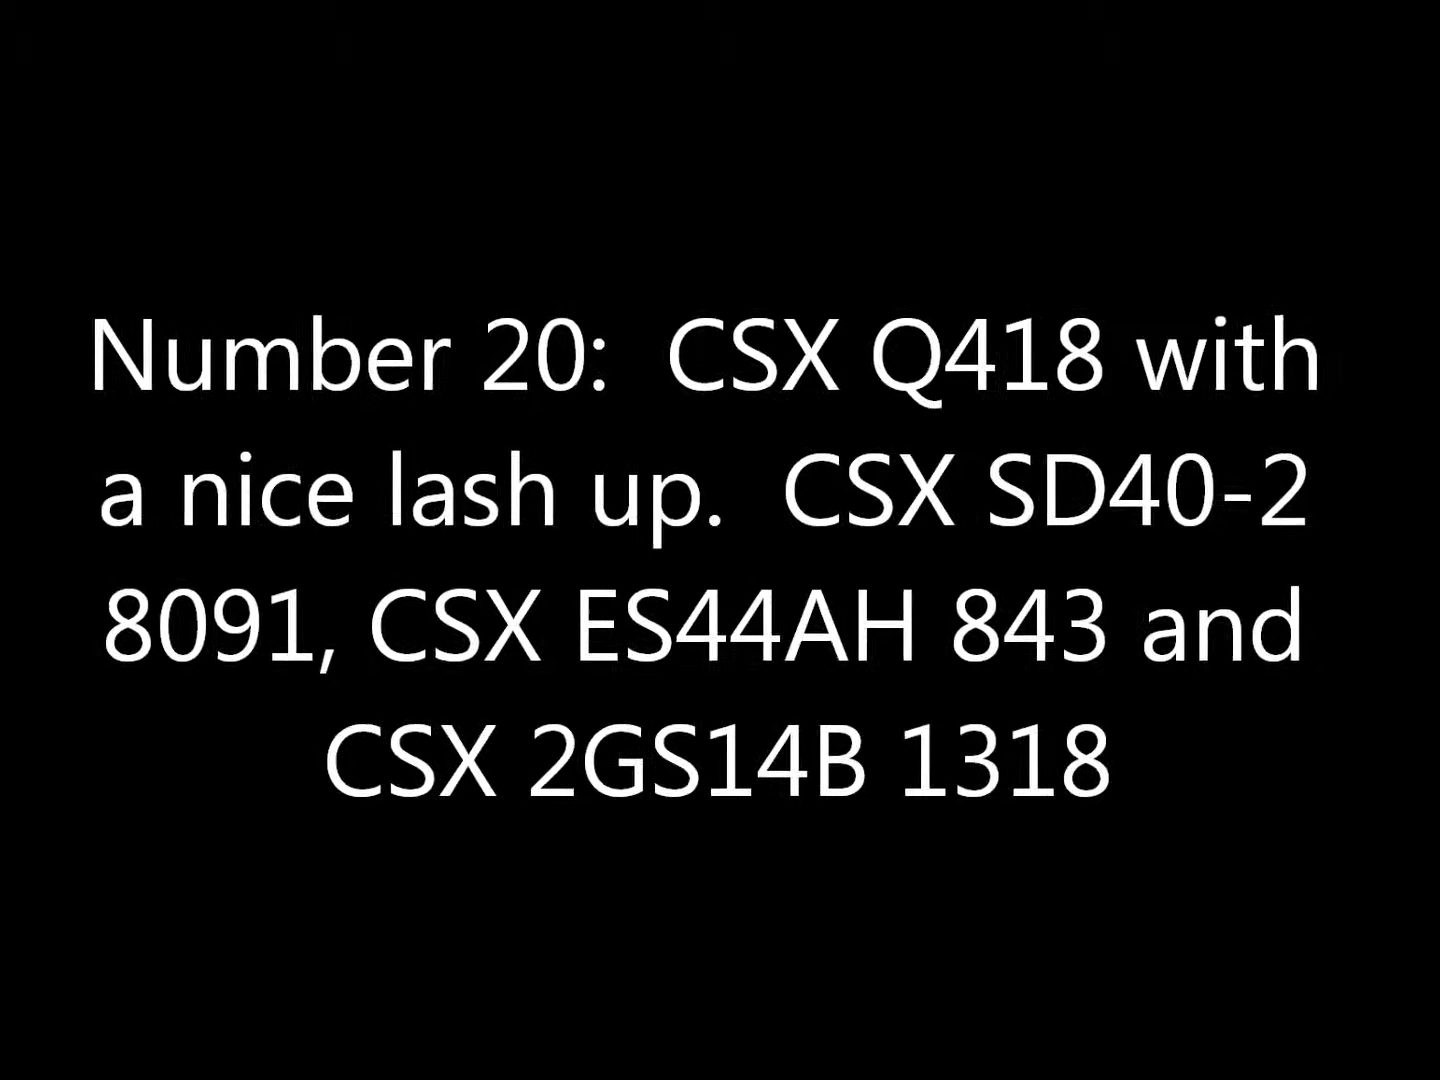 Number 20:  CSX Q418 with
a nice lash up.  CSX SD40-2
8091, CSX ES44AH 843 and
CSX 2GS14B 1318